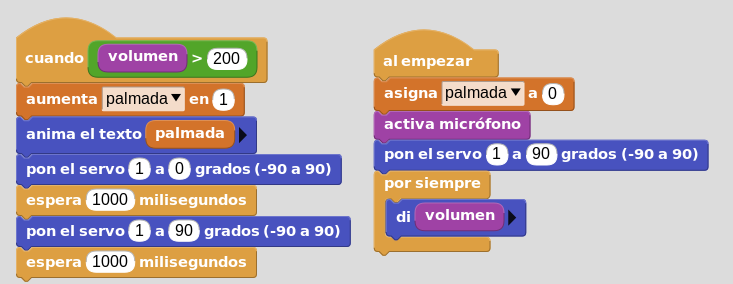 cuando volumen > 200
aumenta palmada en 1
anima el texto palmada
pon el servo 1 a 0 grados (-90 a 90)
espera 1000 milisegundos
pon el servo 1 a 90 grados (-90 a 90)
espera 1000 milisegundos
al empezar
asigna palmada a 0
activa micrófono
pon el servo 1 a 90 grados (-90 a 90)
por siempre
di volumen